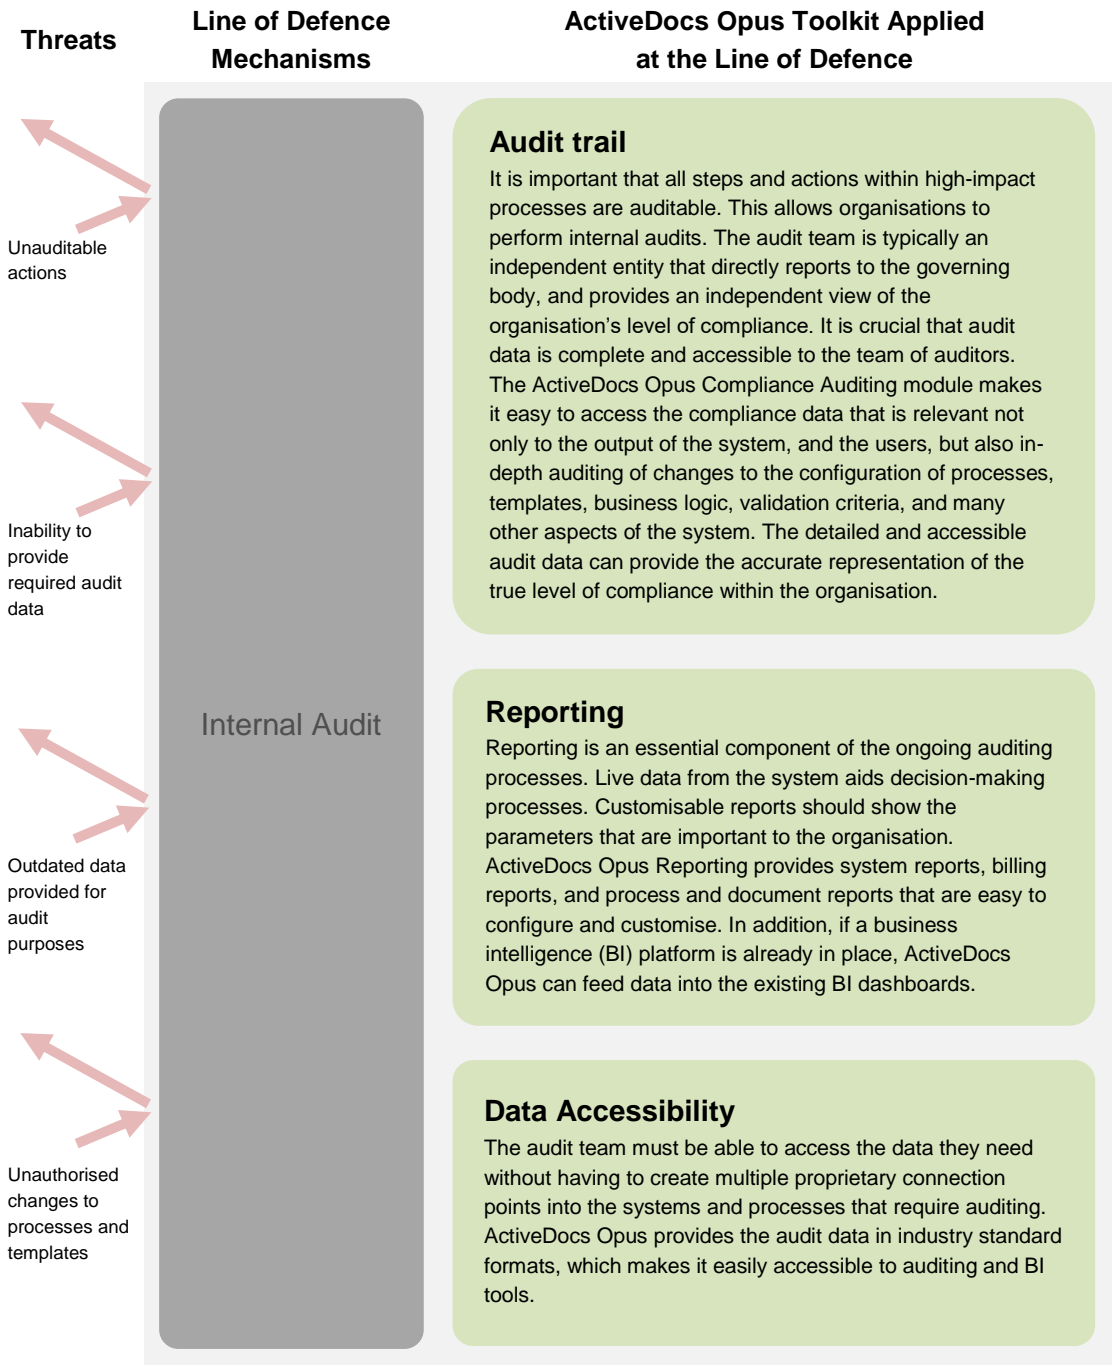 Threats
Line of Defence
Mechanisms
ActiveDocs Opus Toolkit Applied
at the Line of Defence
Unauditable
actions
Inability to
provide
required audit
data
Outdated data
provided for
audit
purposes
Unauthorised
changes to
processes and
templates
Internal Audit
Audit trail
It is important that all steps and actions within high-impact
processes are auditable. This allows organisations to
perform internal audits. The audit team is typically an
independent entity that directly reports to the governing
body, and provides an independent view of the
organisation’s level of compliance. It is crucial that audit
data is complete and accessible to the team of auditors.
The ActiveDocs Opus Compliance Auditing module makes
it easy to access the compliance data that is relevant not
only to the output of the system, and the users, but also in-
depth auditing of changes to the configuration of processes,
templates, business logic, validation criteria, and many
other aspects of the system. The detailed and accessible
audit data can provide the accurate representation of the
true level of compliance within the organisation.
Reporting
Reporting is an essential component of the ongoing auditing
processes. Live data from the system aids decision-making
processes. Customisable reports should show the
parameters that are important to the organisation.
ActiveDocs Opus Reporting provides system reports, billing
reports, and process and document reports that are easy to
configure and customise. In addition, if a business
intelligence (BI) platform is already in place, ActiveDocs
Opus can feed data into the existing BI dashboards.
Data Accessibility
The audit team must be able to access the data they need
without having to create multiple proprietary connection
points into the systems and processes that require auditing.
ActiveDocs Opus provides the audit data in industry standard
formats, which makes it easily accessible to auditing and BI
tools.